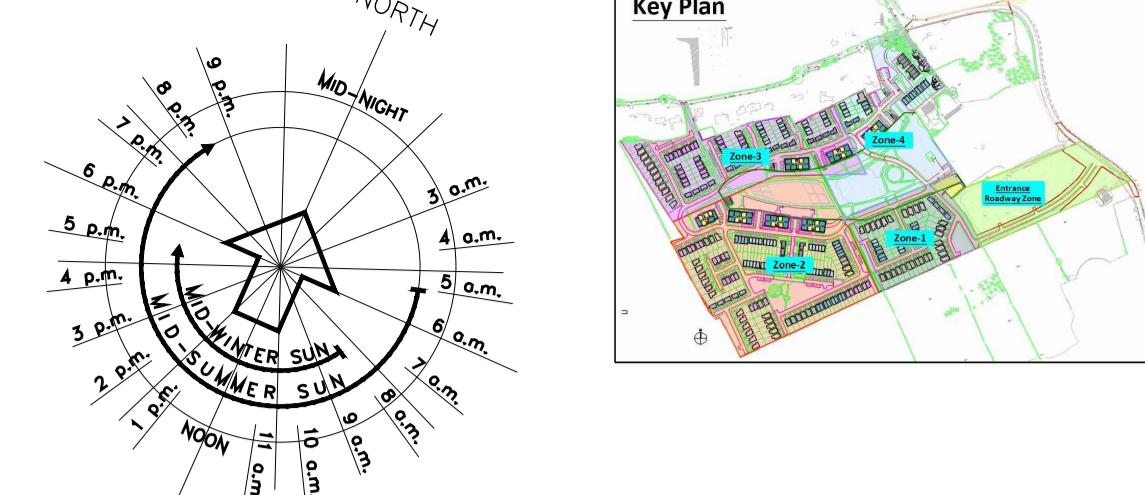 NORTH
MID-NIGHT
9 p.m.
8 p.m.
7 p.m.
6 p.m.
5 p.m.
4 p.m.
3 p.m.
2 p.m.
1 p.m.
NOON
11 a.m
10 a.m.
9 a.m.
8 a.m.
7 a.m.
6 a.m.
5 a.m.
4 a.m.
3 a.m.
MID-WINTER SUN
MID-SUMMER SUN
Key Plan
Zone-3
Zone-4
Entrance
Roadway Zone
Zone-1
Zone-2